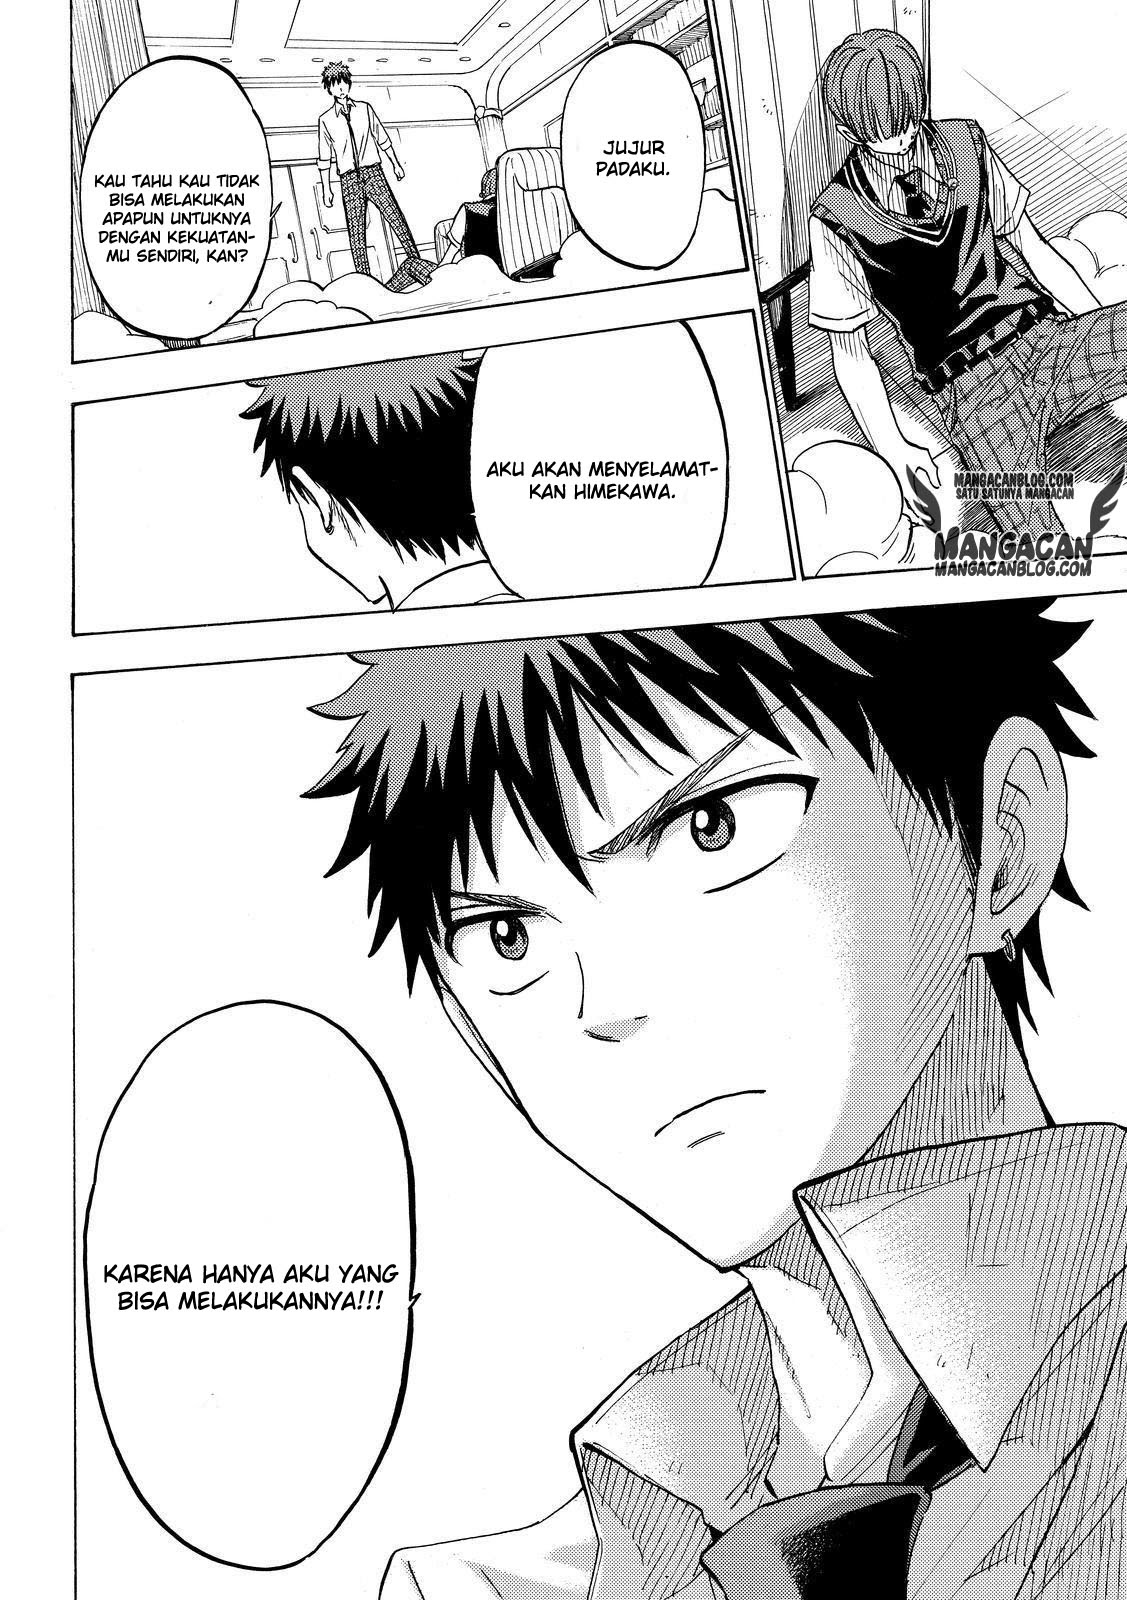 JUJUR
PADAKU.
KAU TAHU KAU TIDAK
BISA MELAKUKAN
APAPUN UNTUKNYA
DENGAN KEKUATAN-
MU SENDIRI, KAN?
AKU AKAN MENYELAMAT-
KAN HIMEKAWA.
MANGACANBLOG.COM
SATU SATUNYA MANGACAN
MANGACAN
MANGACANBLOG.COM
KARENA HANYA AKU YANG
BISA MELAKUKANNYA!!!